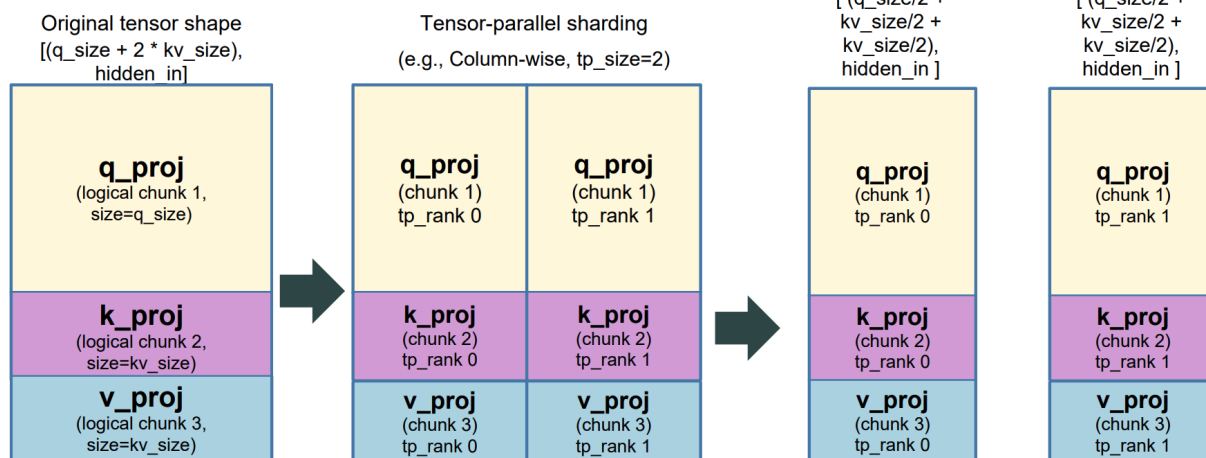 Original tensor shape
[(q_size + 2 * kv_size),
hidden_in]
q_proj
(logical chunk 1,
size=q_size)
k_proj
(logical chunk 2,
size=kv_size)
v_proj
(logical chunk 3,
size=kv_size)
Tensor-parallel sharding
(e.g., Column-wise, tp_size=2)
q_proj
(chunk 1)
tp_rank 0
q_proj
(chunk 1)
tp_rank 1
k_proj
(chunk 2)
tp_rank 0
k_proj
(chunk 2)
tp_rank 1
v_proj
(chunk 3)
tp_rank 0
v_proj
(chunk 3)
tp_rank 1
[ (q_size/2 +
kv_size/2 +
kv_size/2),
hidden_in ]
q_proj
(chunk 1)
tp_rank 0
k_proj
(chunk 2)
tp_rank 0
v_proj
(chunk 3)
tp_rank 0
[ (q_size/2 +
kv_size/2 +
kv_size/2),
hidden_in ]
q_proj
(chunk 1)
tp_rank 1
k_proj
(chunk 2)
tp_rank 1
v_proj
(chunk 3)
tp_rank 1